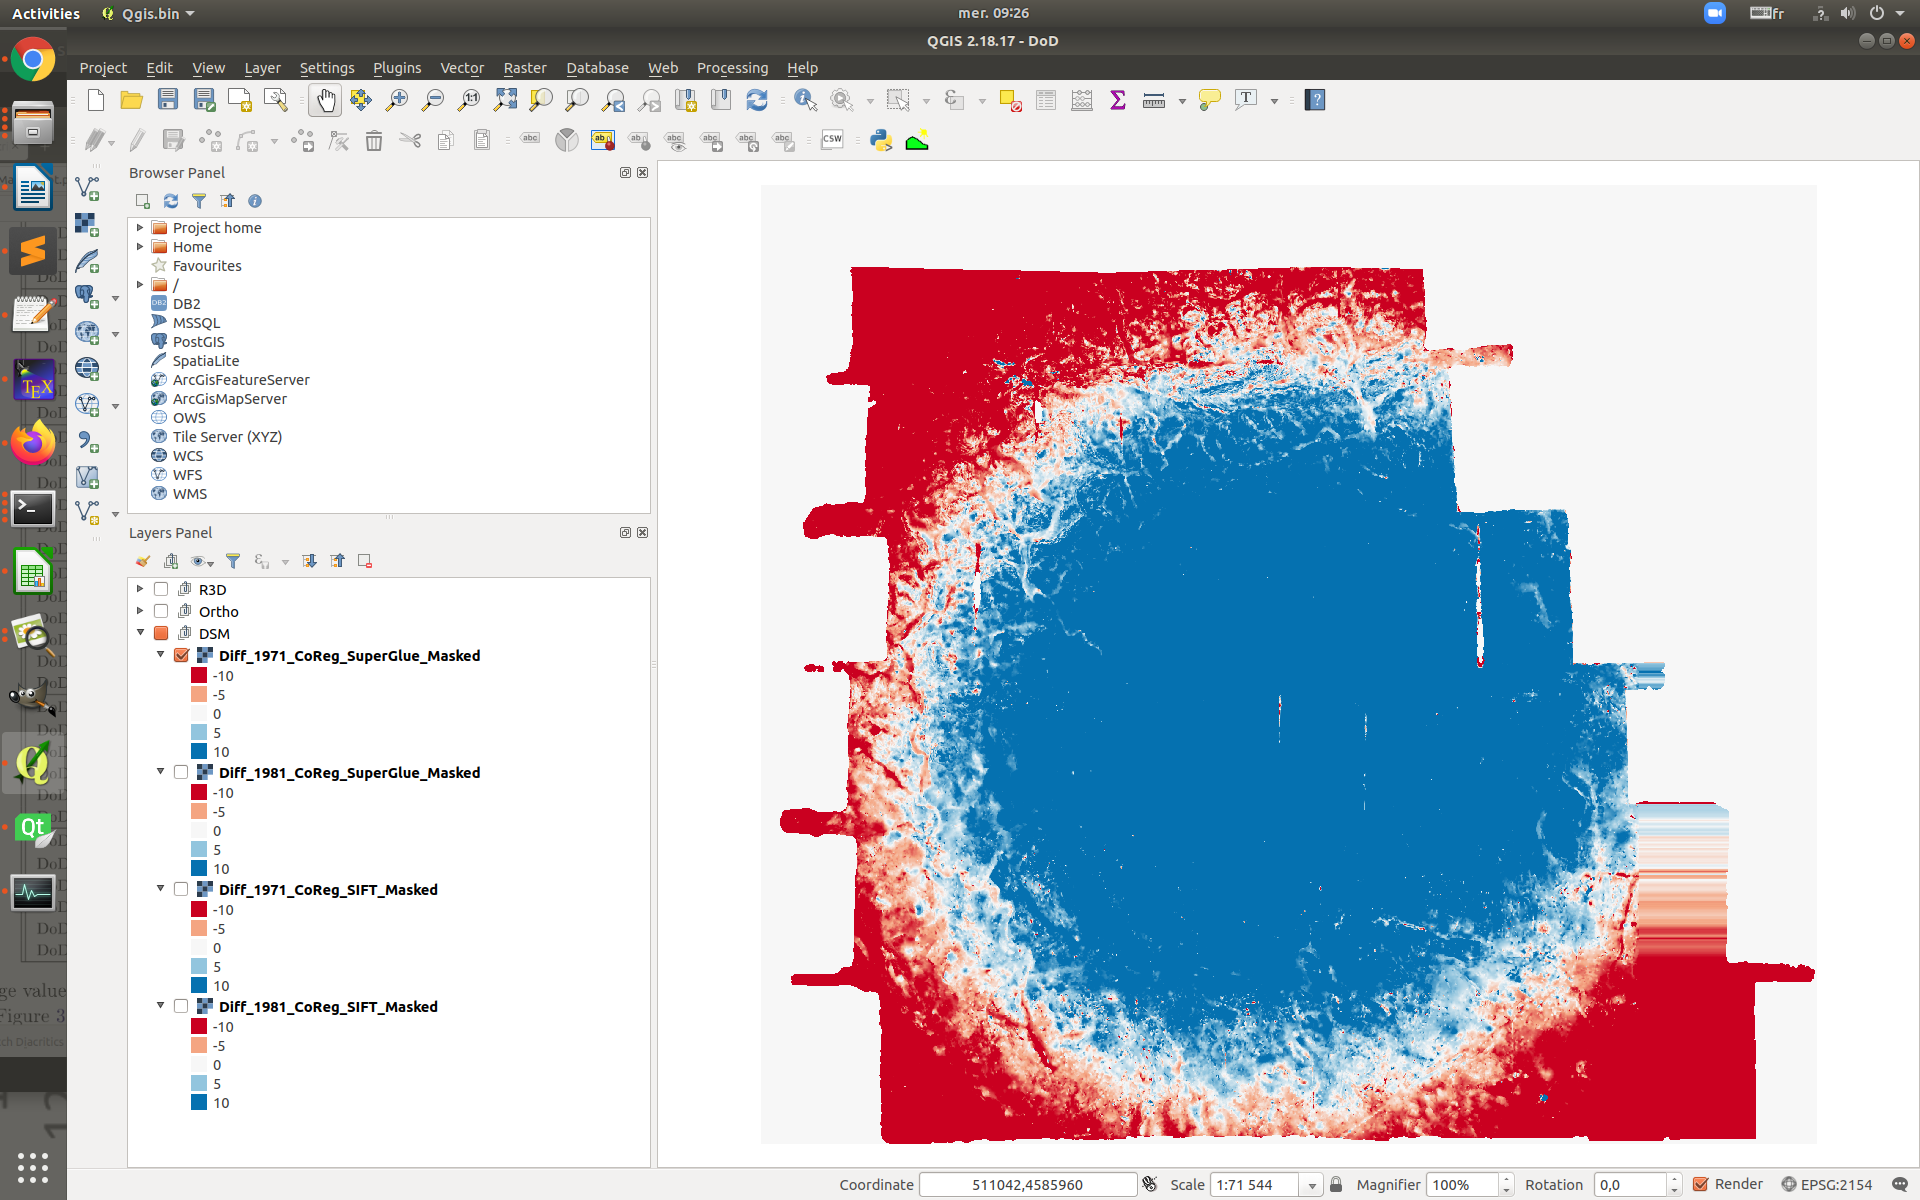 Activities
Qgis.bin
mer. 09:26
fr
QGIS 2.18.17 - DoD
Project Edit View Layer Settings Plugins Vector Raster Database Web Processing Help
Browser Panel
Project home
Home
Favourites
/
DB2
MSSQL
PostGIS
SpatiaLite
ArcGisFeatureServer
ArcGisMapServer
OWS
Tile Server (XYZ)
WCS
WFS
WMS
Layers Panel
R3D
Ortho
DSM
Diff_1971_CoReg_SuperGlue_Masked
-10
-5
0
5
10
Diff_1981_CoReg_SuperGlue_Masked
-10
-5
0
5
10
Diff_1971_CoReg_SIFT_Masked
-10
-5
0
5
10
Diff_1981_CoReg_SIFT_Masked
-10
-5
0
5
10
ge value
Figure 3
Coordinate 511042,4585960 Scale 1:71 544 Magnifier 100% Rotation 0,0 Render EPSG:2154